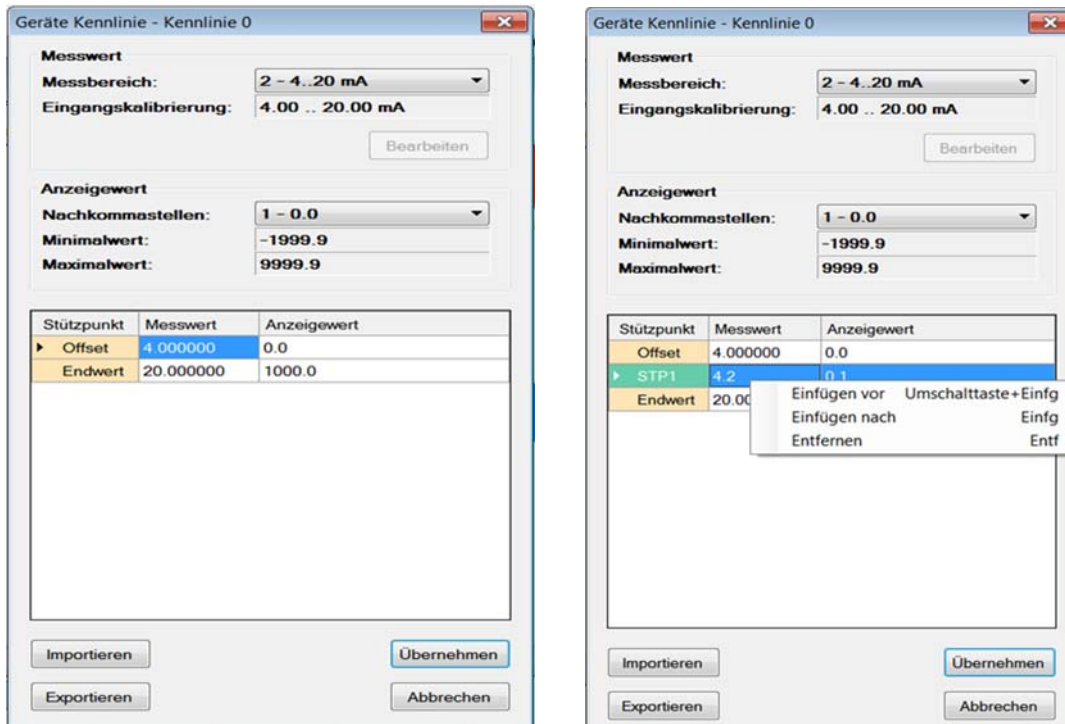 Geräte Kennlinie - Kennlinie 0
Messwert
Messbereich: 2 - 4..20 mA
Eingangskalibrierung: 4.00 .. 20.00 mA
Bearbeiten
Anzeigewert
Nachkommastellen: 1 - 0.0
Minimalwert: -1999.9
Maximalwert: 9999.9
Stützpunkt Messwert Anzeigewert
Offset 4.000000 0.0
Endwert 20.000000 1000.0
Importieren Übernehmen
Exportieren Abbrechen
Geräte Kennlinie - Kennlinie 0
Messwert
Messbereich: 2 - 4..20 mA
Eingangskalibrierung: 4.00 .. 20.00 mA
Bearbeiten
Anzeigewert
Nachkommastellen: 1 - 0.0
Minimalwert: -1999.9
Maximalwert: 9999.9
Stützpunkt Messwert Anzeigewert
Offset 4.000000 0.0
STP1 4.2 0.1
Endwert 20.00
Einfügen vor Umschalttaste+Einfg
Einfügen nach Einfg
Entfernen Entf
Importieren Übernehmen
Exportieren Abbrechen